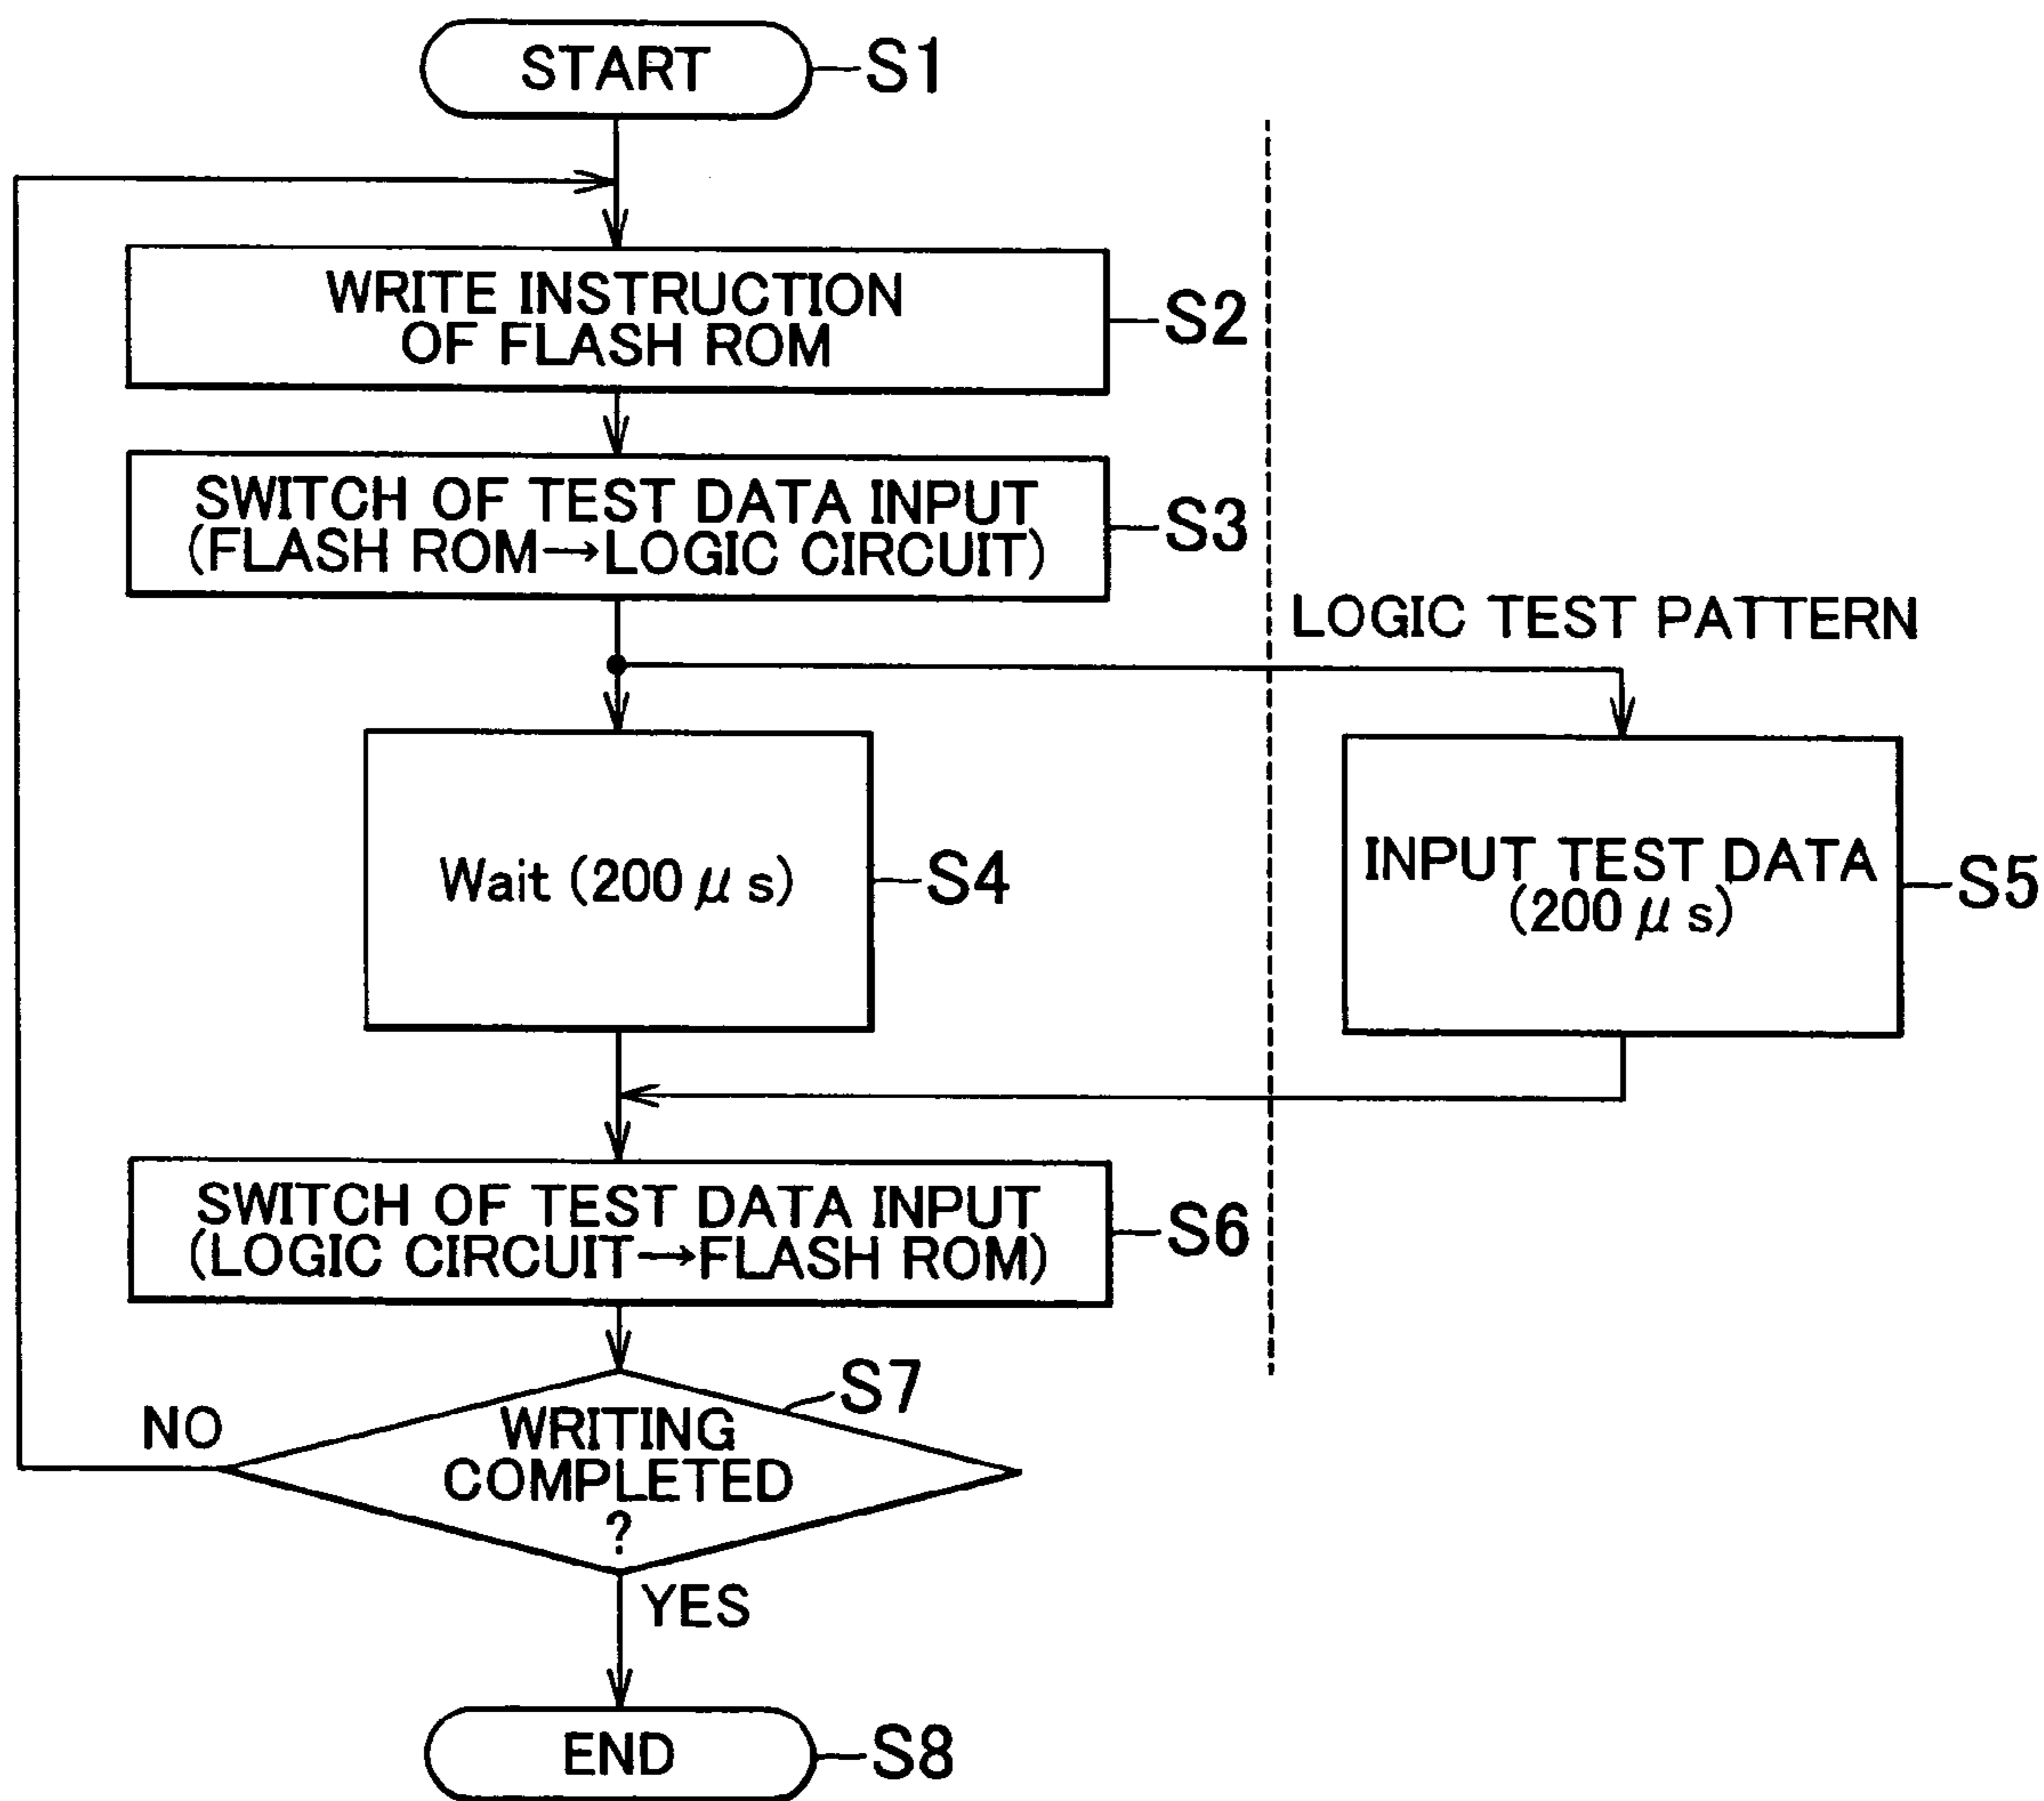 START
S1
WRITE INSTRUCTION
OF FLASH ROM
S2
SWITCH OF TEST DATA INPUT
(FLASH ROM→LOGIC CIRCUIT)
S3
LOGIC TEST PATTERN
Wait (200μs)
S4
INPUT TEST DATA
(200μs)
S5
SWITCH OF TEST DATA INPUT
(LOGIC CIRCUIT→FLASH ROM)
S6
S7
NO
WRITING
COMPLETED
?
YES
END
S8